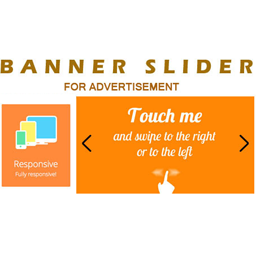 BANNER SLIDER
FOR ADVERTISEMENT
Touch me
and swipe to the right
or to the left
Responsive
Fully responsive!